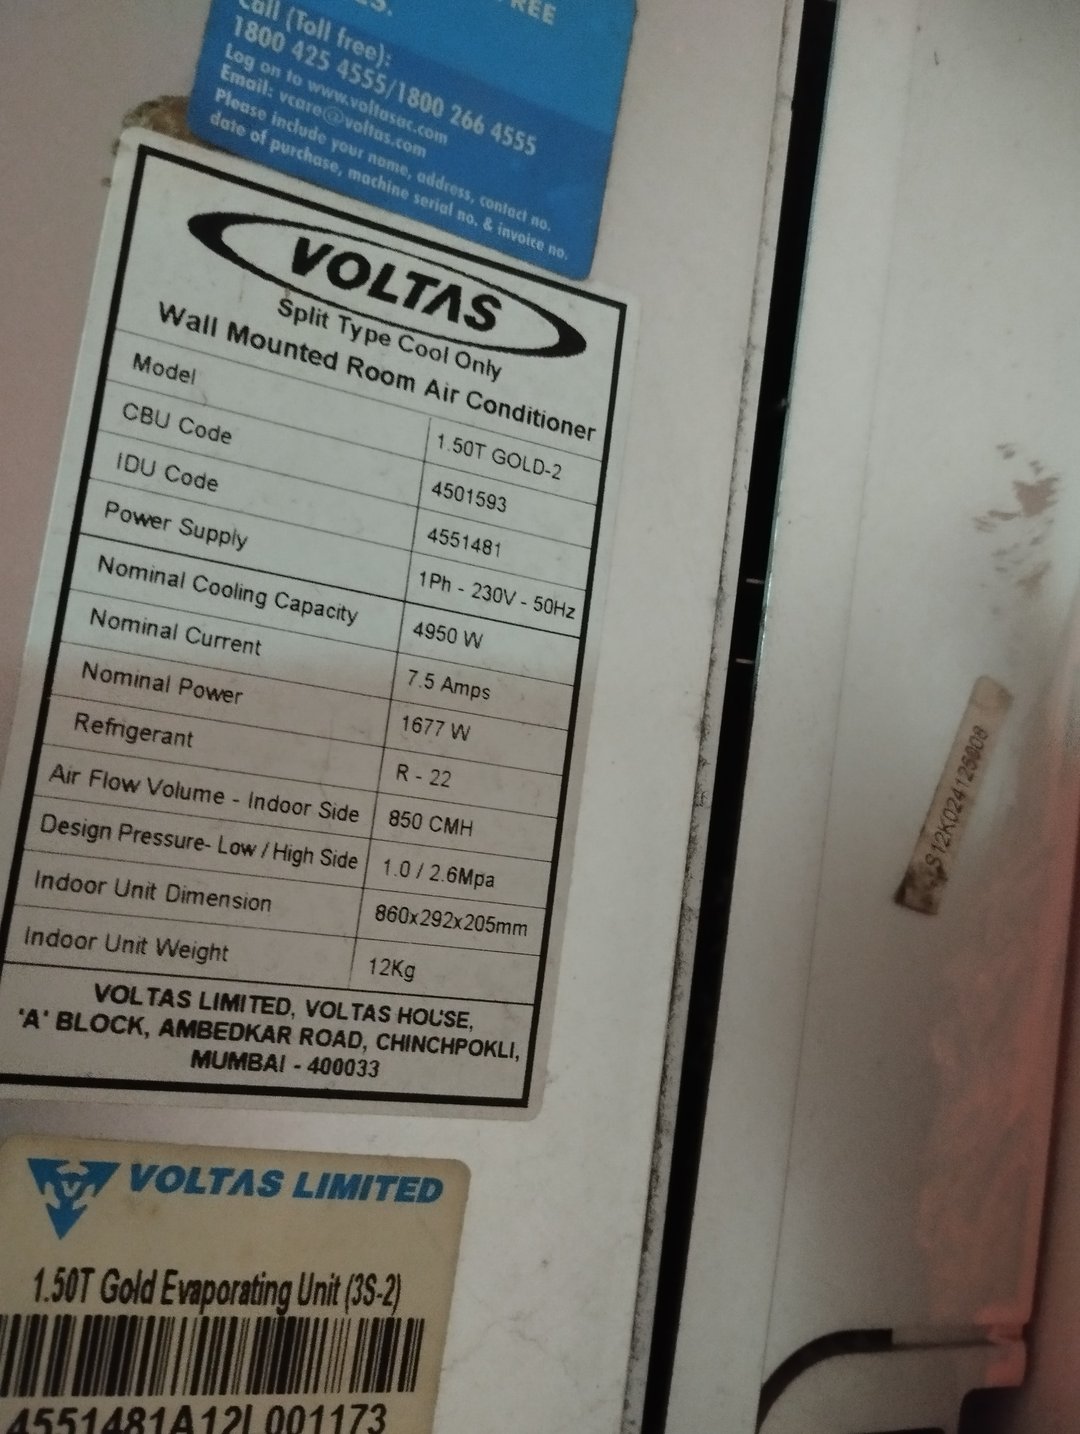 REE
Call (Toll free):
1800 425 4555/1800 266 4555
Log on to www.voltasac.com
Email: vcare@voltas.com
Please include your name, address, contact no.
date of purchase, machine serial no. & invoice no.
VOLTAS
Split Type Cool Only
Wall Mounted Room Air Conditioner
Model 1.50T GOLD-2
CBU Code 4501593
IDU Code 4551481
Power Supply 1Ph - 230V - 50Hz
Nominal Cooling Capacity 4950 W
Nominal Current 7.5 Amps
Nominal Power 1677 W
Refrigerant R - 22
Air Flow Volume - Indoor Side 850 CMH
Design Pressure- Low / High Side 1.0 / 2.6Mpa
Indoor Unit Dimension 860x292x205mm
Indoor Unit Weight 12Kg
VOLTAS LIMITED, VOLTAS HOUSE,
'A' BLOCK, AMBEDKAR ROAD, CHINCHPOKLI,
MUMBAI - 400033
VOLTAS LIMITED
1.50T Gold Evaporating Unit (3S-2)
4551481A12L001173